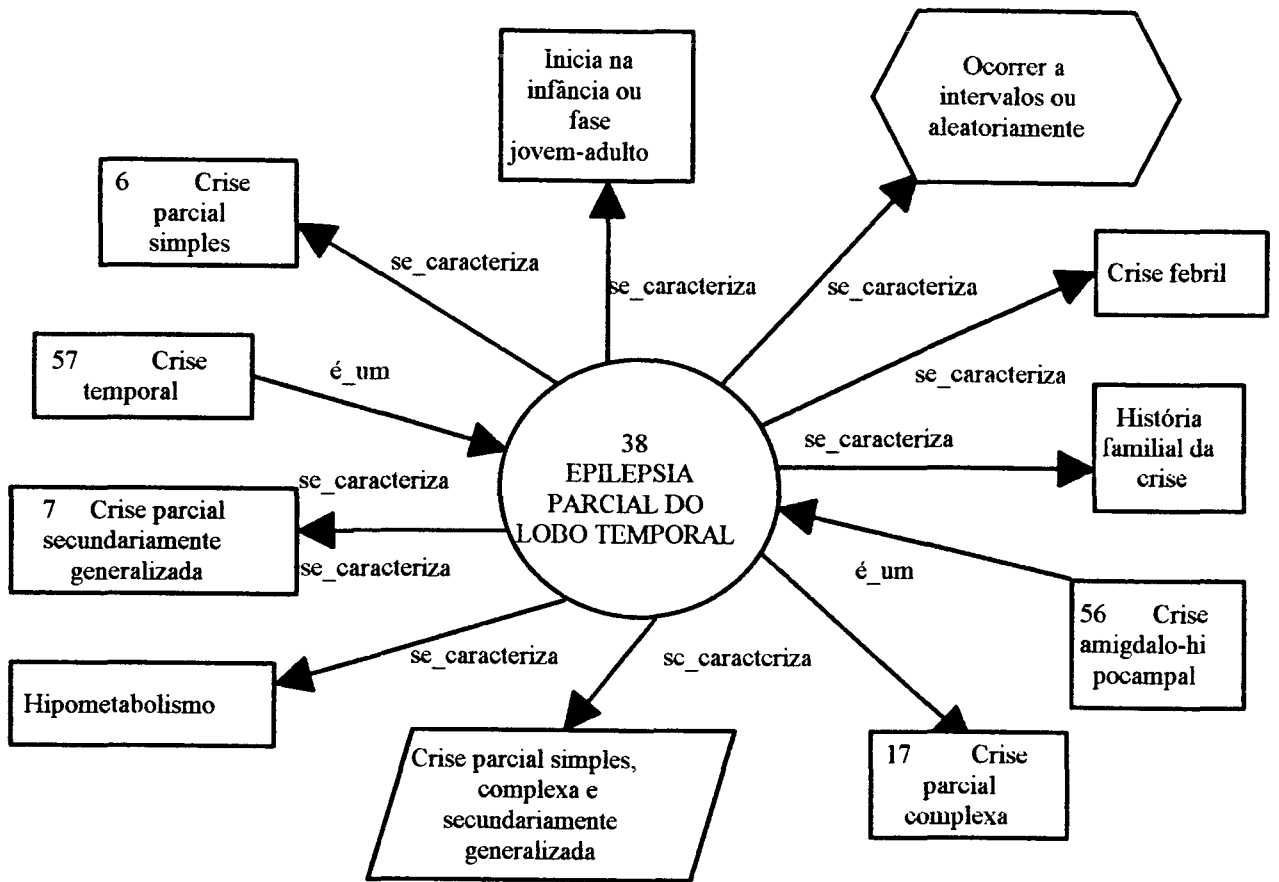 Inicia na
infância ou
fase
jovem-adulto
Ocorrer a
intervalos ou
aleatoriamente
6 Crise
parcial
simples
se_caracteriza
se_caracteriza
se_caracteriza
Crise febril
57 Crise
temporal
é_um
se_caracteriza
38
EPILEPSIA
PARCIAL DO
LOBO TEMPORAL
se_caracteriza
História
familial da
crise
se_caracteriza
7 Crise parcial
secundariamente
generalizada
se_caracteriza
é_um
56 Crise
amigdalo-hi
pocampal
se_caracteriza
se_caracteriza
Hipometabolismo
Crise parcial simples,
complexa e
secundariamente
generalizada
17 Crise
parcial
complexa